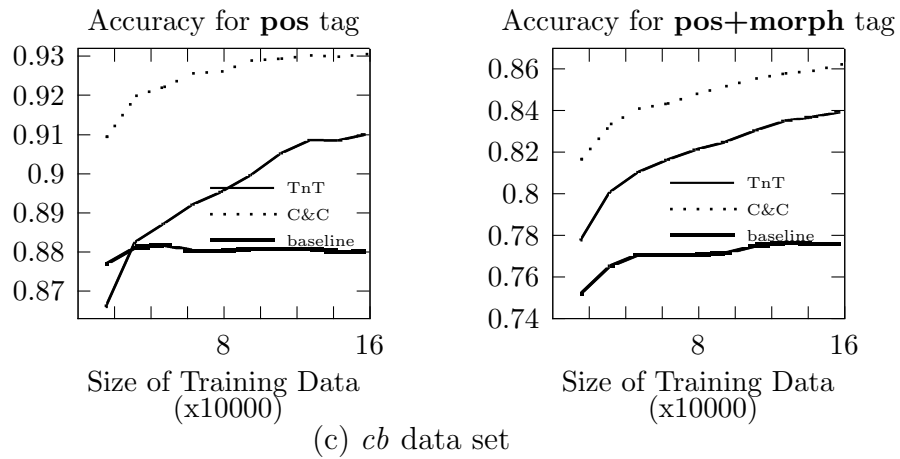 Accuracy for pos tag
0.93
0.92
0.91
0.9
0.89
0.88
0.87
TnT
C&C
baseline
8
16
Size of Training Data
(x10000)
Accuracy for pos+morph tag
0.86
0.84
0.82
0.8
0.78
0.76
0.74
TnT
C&C
baseline
8
16
Size of Training Data
(x10000)
(c) cb data set